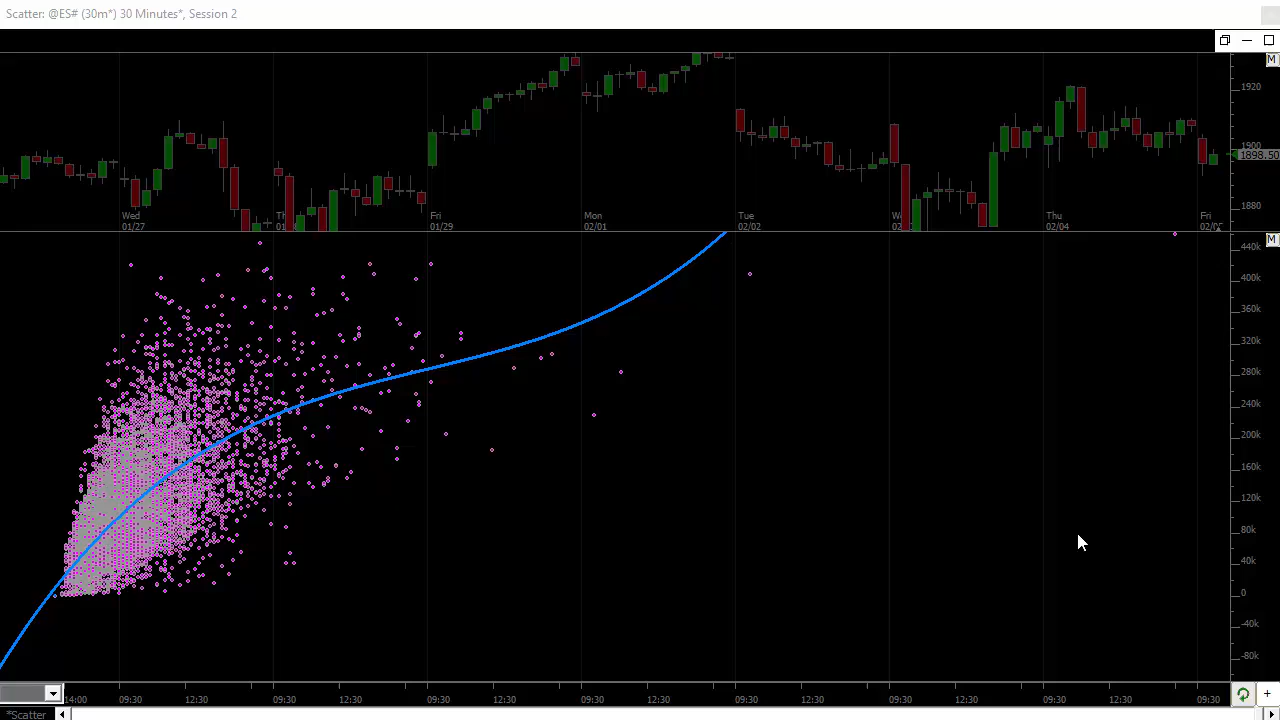 Scatter: @ES# (30m*) 30 Minutes*, Session 2
M
1920
1900
1898.50
1880
Wed
01/27
Fri
01/29
Mon
02/01
Tue
02/02
Thu
02/04
Fri
M
440k
400k
360k
320k
280k
240k
200k
160k
120k
80k
40k
0
-40k
-80k
14:00 09:30 12:30 09:30 12:30 09:30 12:30 09:30 12:30 09:30 12:30 09:30 12:30 09:30 12:30 09:30
*Scatter